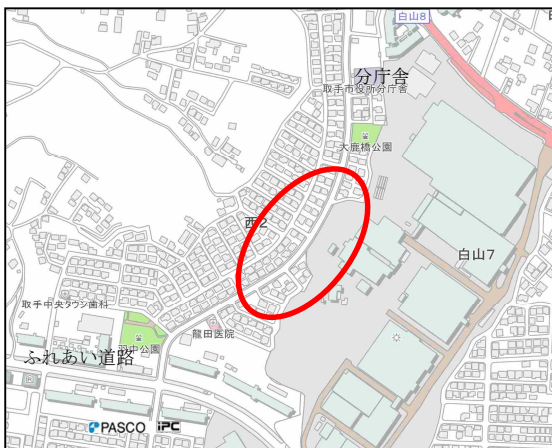 白山8
分庁舎
取手市役所分庁舎
大鹿橋公園
西2
白山7
取手中央タウン歯科
龍田医院
羽中公園
ふれあい道路
PASCO iPC